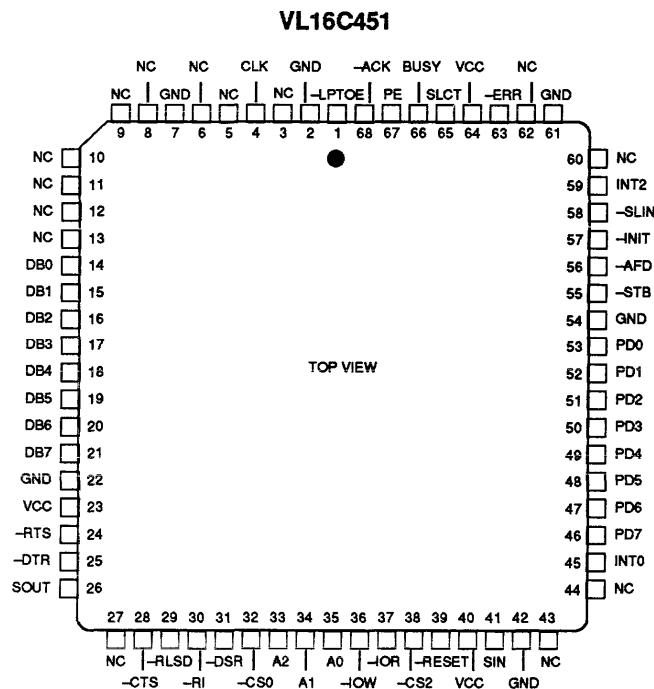 VL16C451
NC NC CLK GND –ACK BUSY VCC NC
NC GND NC NC –LPTOE PE SLCT –ERR GND
9 8 7 6 5 4 3 2 1 68 67 66 65 64 63 62 61
NC 10 60 NC
NC 11 59 INT2
NC 12 58 –SLIN
NC 13 57 –INIT
DB0 14 56 –AFD
DB1 15 55 –STB
DB2 16 54 GND
DB3 17 53 PD0
TOP VIEW
DB4 18 52 PD1
DB5 19 51 PD2
DB6 20 50 PD3
DB7 21 49 PD4
GND 22 48 PD5
VCC 23 47 PD6
–RTS 24 46 PD7
–DTR 25 45 INT0
SOUT 26 44 NC
27 28 29 30 31 32 33 34 35 36 37 38 39 40 41 42 43
NC –RLSD –DSR A2 A0 –IOR –RESET SIN NC
–CTS –RI –CS0 A1 –IOW –CS2 VCC GND